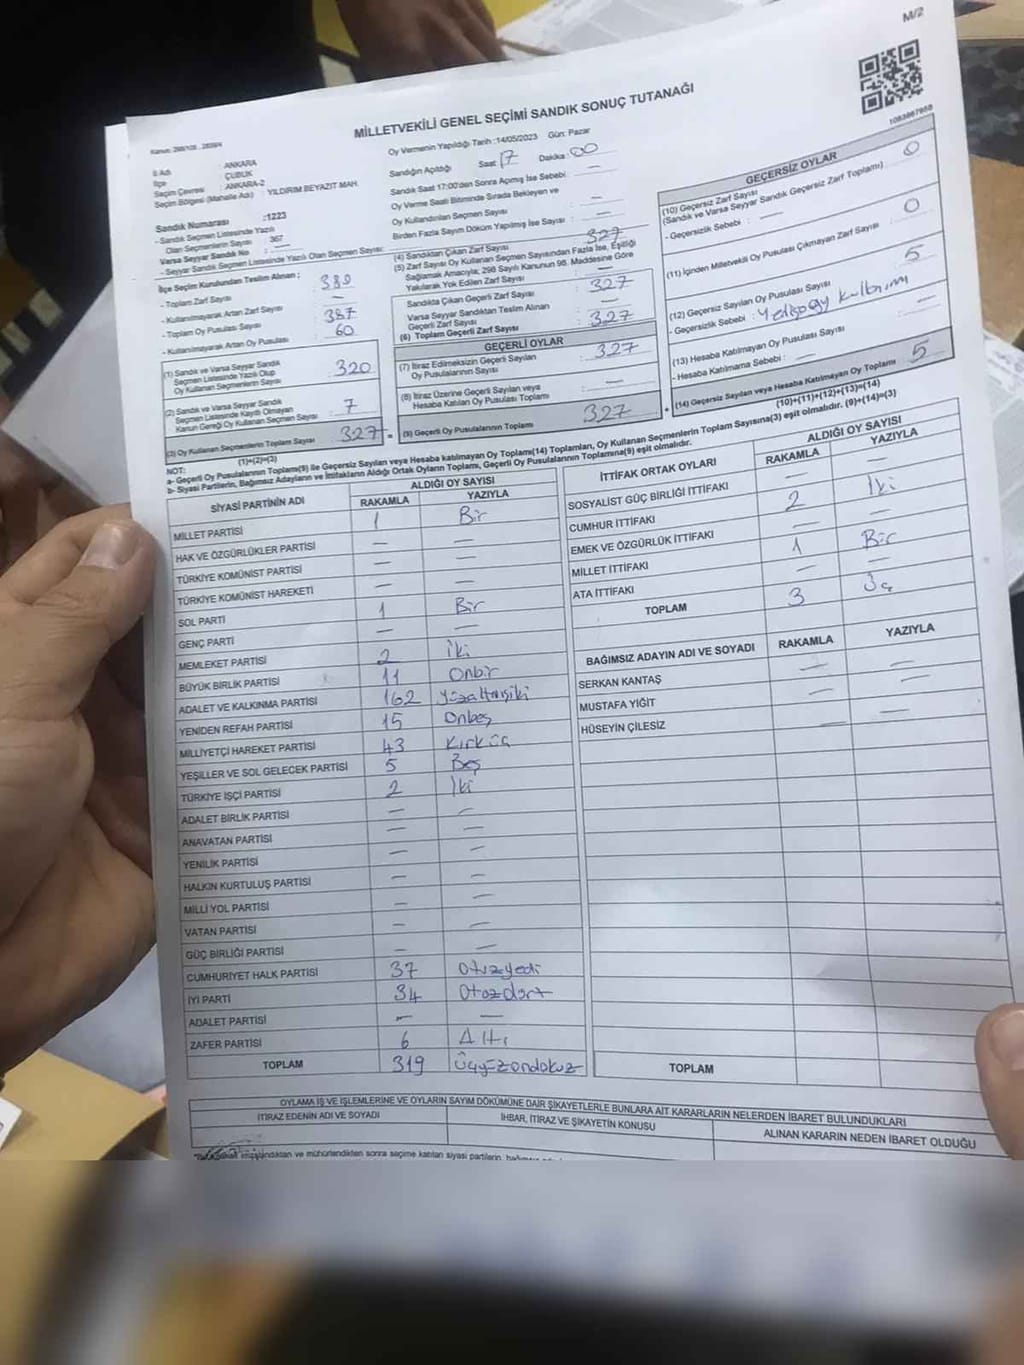 M/2
1083867958
MİLLETVEKİLİ GENEL SEÇİMİ SANDIK SONUÇ TUTANAĞI
Oy Vermenin Yapıldığı Tarih :14/05/2023 Gün: Pazar
Sandığın Açıldığı Saat 17 Dakika : 00
Sandık Saat 17:00'den Sonra Açılmış İse Sebebi : —
Oy Verme Saati Bitiminde Sırada Bekleyen ve
Oy Kullandırılan Seçmen Sayısı : —
Birden Fazla Sayım Döküm Yapılmış İse Sayısı : —
İl Adı : ANKARA
İlçe : ÇUBUK
Seçim Çevresi : ANKARA-2
Seçim Bölgesi (Mahalle Adı) : YILDIRIM BEYAZIT MAH.
Sandık Numarası :1223
- Sandık Seçmen Listesinde Yazılı
Olan Seçmenlerin Sayısı : 367
Varsa Seyyar Sandık No : —
- Seyyar Sandık Seçmen Listesinde Yazılı Olan Seçmen Sayısı:
İlçe Seçim Kurulundan Teslim Alınan ;
- Toplam Zarf Sayısı : 380
- Kullanılmayarak Artan Zarf Sayısı : —
- Toplam Oy Pusulası Sayısı : 387
- Kullanılmayarak Artan Oy Pusulası : 60
(1) Sandık ve Varsa Seyyar Sandık
Seçmen Listesinde Yazılı Olup
Oy Kullanan Seçmenlerin Sayısı : 320
(2) Sandık ve Varsa Seyyar Sandık
Seçmen Listesinde Kayıtlı Olmayan
Kanun Gereği Oy Kullanan Seçmen Sayısı : 7
(3) Oy Kullanan Seçmenlerin Toplam Sayısı 327
(1)+(2)=(3)
(4) Sandıktan Çıkan Zarf Sayısı : 327
(5) Zarf Sayısı Oy Kullanan Seçmen Sayısından Fazla İse, Eşitliği
Sağlamak Amacıyla; 298 Sayılı Kanunun 98. Maddesine Göre
Yakılarak Yok Edilen Zarf Sayısı : —
Sandıkta Çıkan Geçerli Zarf Sayısı : 327
Varsa Seyyar Sandıktan Teslim Alınan
Geçerli Zarf Sayısı : —
(6) Toplam Geçerli Zarf Sayısı : 327
GEÇERLİ OYLAR
(7) İtiraz Edilmeksizin Geçerli Sayılan
Oy Pusulalarının Sayısı : 327
(8) İtiraz Üzerine Geçerli Sayılan veya
Hesaba Katılan Oy Pusulası Toplamı : —
= (9) Geçerli Oy Pusulalarının Toplamı 327
GEÇERSİZ OYLAR
(10) Geçersiz Zarf Sayısı
(Sandık ve Varsa Seyyar Sandık Geçersiz Zarf Toplamı) : 0
- Geçersizlik Sebebi : —
(11) İçinden Milletvekili Oy Pusulası Çıkmayan Zarf Sayısı : 0
(12) Geçersiz Sayılan Oy Pusulası Sayısı : 5
- Geçersizlik Sebebi :
(13) Hesaba Katılmayan Oy Pusulası Sayısı : —
- Hesaba Katılmama Sebebi : —
+ (14) Geçersiz Sayılan veya Hesaba Katılmayan Oy Toplamı 5
(10)+(11)+(12)+(13)=(14)
NOT:
a- Geçerli Oy Pusulalarının Toplamı(9) ile Geçersiz Sayılan veya Hesaba katılmayan Oy Toplamı(14) Toplamları, Oy Kullanan Seçmenlerin Toplam Sayısına(3) eşit olmalıdır. (9)+(14)=(3)
b- Siyasi Partilerin, Bağımsız Adayların ve İttifakların Aldığı Ortak Oyların Toplamı, Geçerli Oy Pusulalarının Toplamına(9) eşit olmalıdır.
SİYASİ PARTİNİN ADI ALDIĞI OY SAYISI
RAKAMLA YAZIYLA
MİLLET PARTİSİ 1 Bir
HAK VE ÖZGÜRLÜKLER PARTİSİ — —
TÜRKİYE KOMÜNİST PARTİSİ — —
TÜRKİYE KOMÜNİST HAREKETİ — —
SOL PARTİ 1 Bir
GENÇ PARTİ — —
MEMLEKET PARTİSİ 2 İki
BÜYÜK BİRLİK PARTİSİ 11 Onbir
ADALET VE KALKINMA PARTİSİ 162 Yüzaltmışiki
YENİDEN REFAH PARTİSİ 15 Onbeş
MİLLİYETÇİ HAREKET PARTİSİ 43 Kırküç
YEŞİLLER VE SOL GELECEK PARTİSİ 5 Beş
TÜRKİYE İŞÇİ PARTİSİ 2 İki
ADALET BİRLİK PARTİSİ — —
ANAVATAN PARTİSİ — —
YENİLİK PARTİSİ — —
HALKIN KURTULUŞ PARTİSİ — —
MİLLİ YOL PARTİSİ — —
VATAN PARTİSİ — —
GÜÇ BİRLİĞİ PARTİSİ — —
CUMHURİYET HALK PARTİSİ 37 Otuzyedi
İYİ PARTİ 34 Otuzdört
ADALET PARTİSİ — —
ZAFER PARTİSİ 6 Altı
TOPLAM 319 Üçyüzondokuz
İTTİFAK ORTAK OYLARI ALDIĞI OY SAYISI
RAKAMLA YAZIYLA
SOSYALİST GÜÇ BİRLİĞİ İTTİFAKI — —
CUMHUR İTTİFAKI 2 İki
EMEK VE ÖZGÜRLÜK İTTİFAKI — —
MİLLET İTTİFAKI 1 Bir
ATA İTTİFAKI — —
TOPLAM 3 Üç
BAĞIMSIZ ADAYIN ADI VE SOYADI RAKAMLA YAZIYLA
SERKAN KANTAŞ — —
MUSTAFA YİĞİT — —
HÜSEYİN ÇİLESİZ — —
TOPLAM
OYLAMA İŞ VE İŞLEMLERİNE VE OYLARIN SAYIM DÖKÜMÜNE DAİR ŞİKAYETLERLE BUNLARA AİT KARARLARIN NELERDEN İBARET BULUNDUKLARI
İTİRAZ EDENİN ADI VE SOYADI İHBAR, İTİRAZ VE ŞİKAYETİN KONUSU ALINAN KARARIN NEDEN İBARET OLDUĞU
mühürlendikten sonra seçime katılan siyasi partilerin,